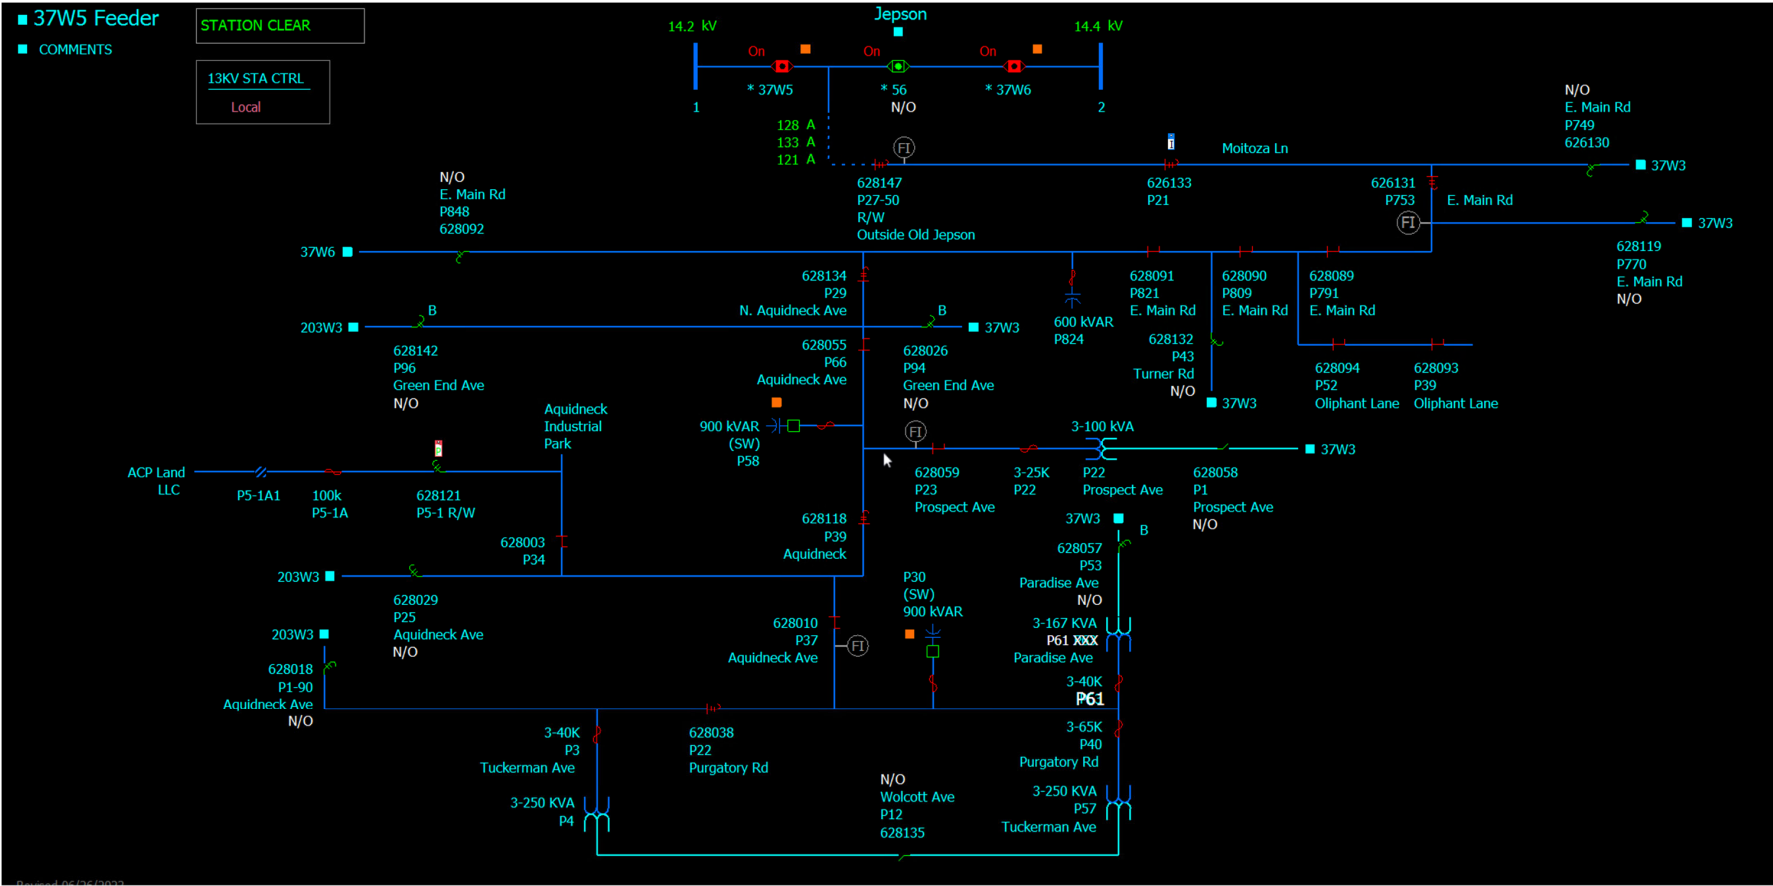 37W5 Feeder
COMMENTS
STATION CLEAR
13KV STA CTRL
Local
Jepson
14.2 kV
14.4 kV
On
On
On
* 37W5
* 56
* 37W6
1
N/O
2
128 A
133 A
121 A
FI
I
Moitoza Ln
N/O
E. Main Rd
P749
626130
37W3
628147
P27-50
R/W
Outside Old Jepson
626133
P21
626131
P753
E. Main Rd
FI
37W3
628119
P770
E. Main Rd
N/O
N/O
E. Main Rd
P848
628092
37W6
628134
P29
N. Aquidneck Ave
600 kVAR
P824
628091
P821
E. Main Rd
628090
P809
E. Main Rd
628089
P791
E. Main Rd
203W3
B
B
37W3
628142
P96
Green End Ave
N/O
628055
P66
Aquidneck Ave
628026
P94
Green End Ave
N/O
628132
P43
Turner Rd
N/O
37W3
628094
P52
Oliphant Lane
628093
P39
Oliphant Lane
Aquidneck
Industrial
Park
900 kVAR
(SW)
P58
FI
3-100 kVA
37W3
628059
P23
Prospect Ave
3-25K
P22
P22
Prospect Ave
628058
P1
Prospect Ave
N/O
ACP Land
LLC
P5-1A1
100k
P5-1A
628121
P5-1 R/W
628003
P34
628118
P39
Aquidneck
37W3
B
628057
P53
Paradise Ave
N/O
203W3
628029
P25
Aquidneck Ave
N/O
P30
(SW)
900 kVAR
628010
P37
Aquidneck Ave
FI
3-167 KVA
P61 XXX
Paradise Ave
3-40K
P61
203W3
628018
P1-90
Aquidneck Ave
N/O
3-40K
P3
Tuckerman Ave
628038
P22
Purgatory Rd
3-65K
P40
Purgatory Rd
3-250 KVA
P4
N/O
Wolcott Ave
P12
628135
3-250 KVA
P57
Tuckerman Ave